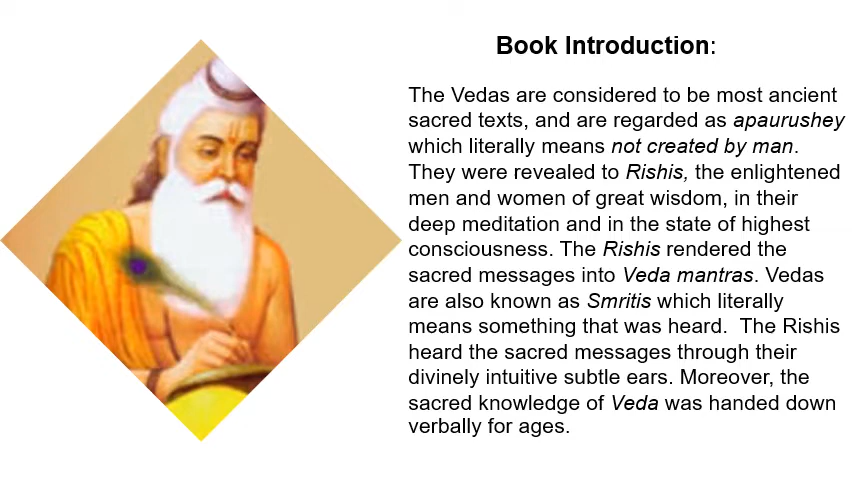 Book Introduction:
The Vedas are considered to be most ancient
sacred texts, and are regarded as apaurushey
which literally means not created by man.
They were revealed to Rishis, the enlightened
men and women of great wisdom, in their
deep meditation and in the state of highest
consciousness. The Rishis rendered the
sacred messages into Veda mantras. Vedas
are also known as Smritis which literally
means something that was heard.  The Rishis
heard the sacred messages through their
divinely intuitive subtle ears. Moreover, the
sacred knowledge of Veda was handed down
verbally for ages.